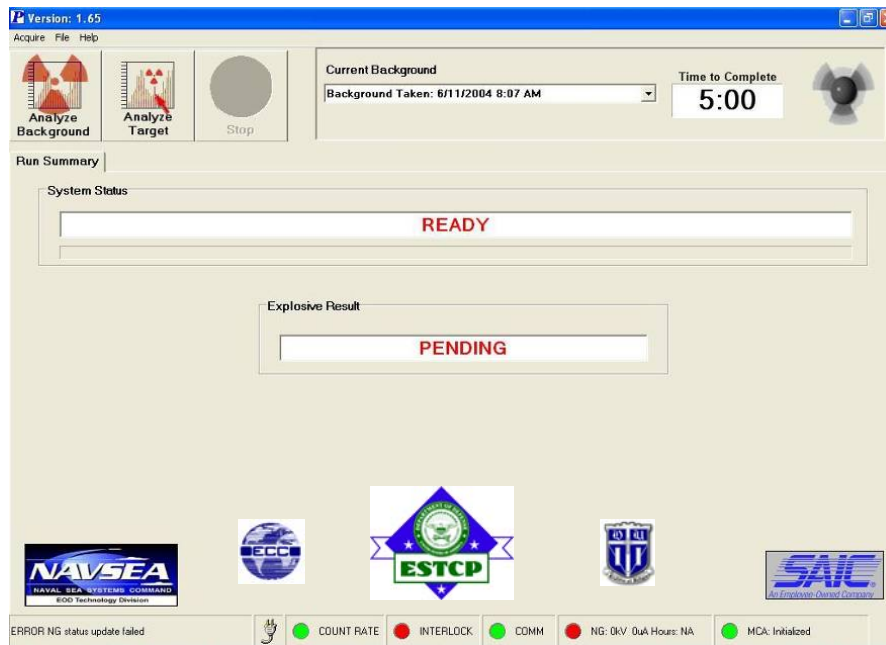 Version: 1.65
Acquire File Help
Analyze Background
Analyze Target
Stop
Current Background
Background Taken: 6/11/2004 8:07 AM
Time to Complete
5:00
Run Summary
System Status
READY
Explosive Result
PENDING
NAVSEA
NAVAL SEA SYSTEMS COMMAND
EOD Technology Division
ECC
DEPARTMENT OF DEFENSE
ESTCP
SAIC
An Employee-Owned Company
ERROR NG status update failed
COUNT RATE
INTERLOCK
COMM
NG: 0kV 0uA Hours: NA
MCA: Initialized